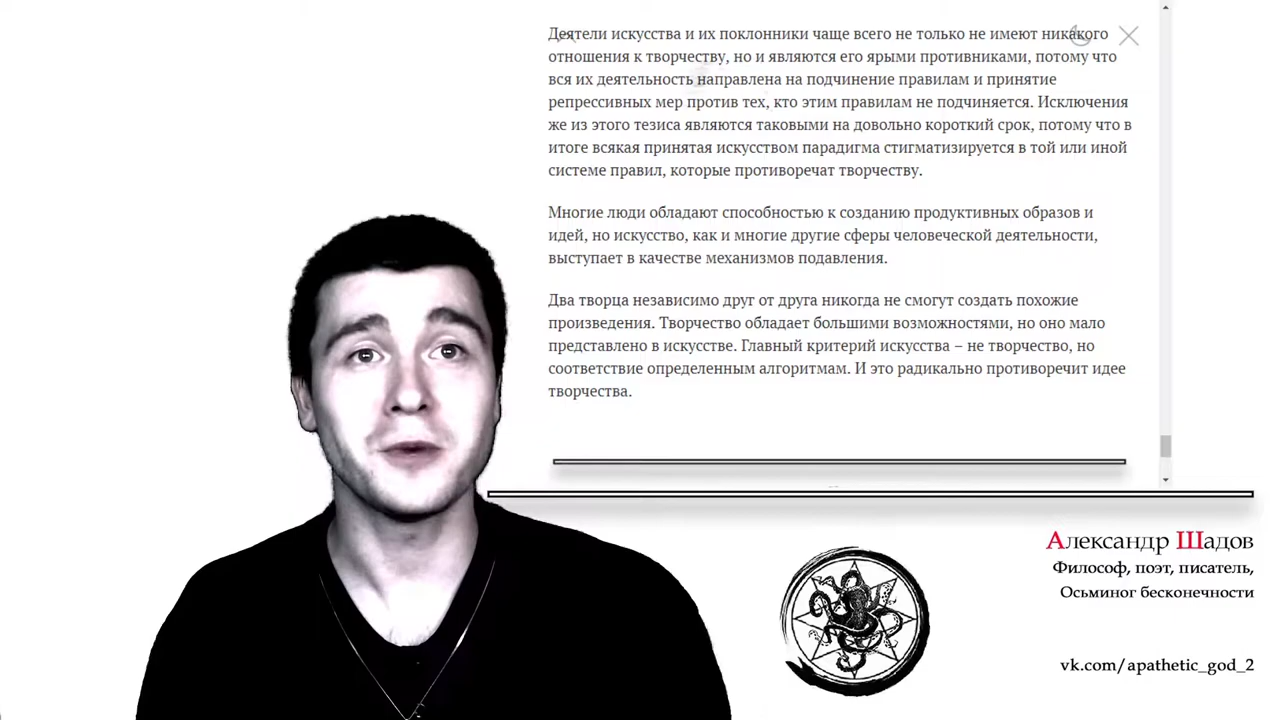 Деятели искусства и их поклонники чаще всего не только не имеют никакого
отношения к творчеству, но и являются его ярыми противниками, потому что
вся их деятельность направлена на подчинение правилам и принятие
репрессивных мер против тех, кто этим правилам не подчиняется. Исключения
же из этого тезиса являются таковыми на довольно короткий срок, потому что в
итоге всякая принятая искусством парадигма стигматизируется в той или иной
системе правил, которые противоречат творчеству.
Многие люди обладают способностью к созданию продуктивных образов и
идей, но искусство, как и многие другие сферы человеческой деятельности,
выступает в качестве механизмов подавления.
Два творца независимо друг от друга никогда не смогут создать похожие
произведения. Творчество обладает большими возможностями, но оно мало
представлено в искусстве. Главный критерий искусства – не творчество, но
соответствие определенным алгоритмам. И это радикально противоречит идее
творчества.
Александр Шадов
Философ, поэт, писатель,
Осьминог бесконечности
vk.com/apathetic_god_2